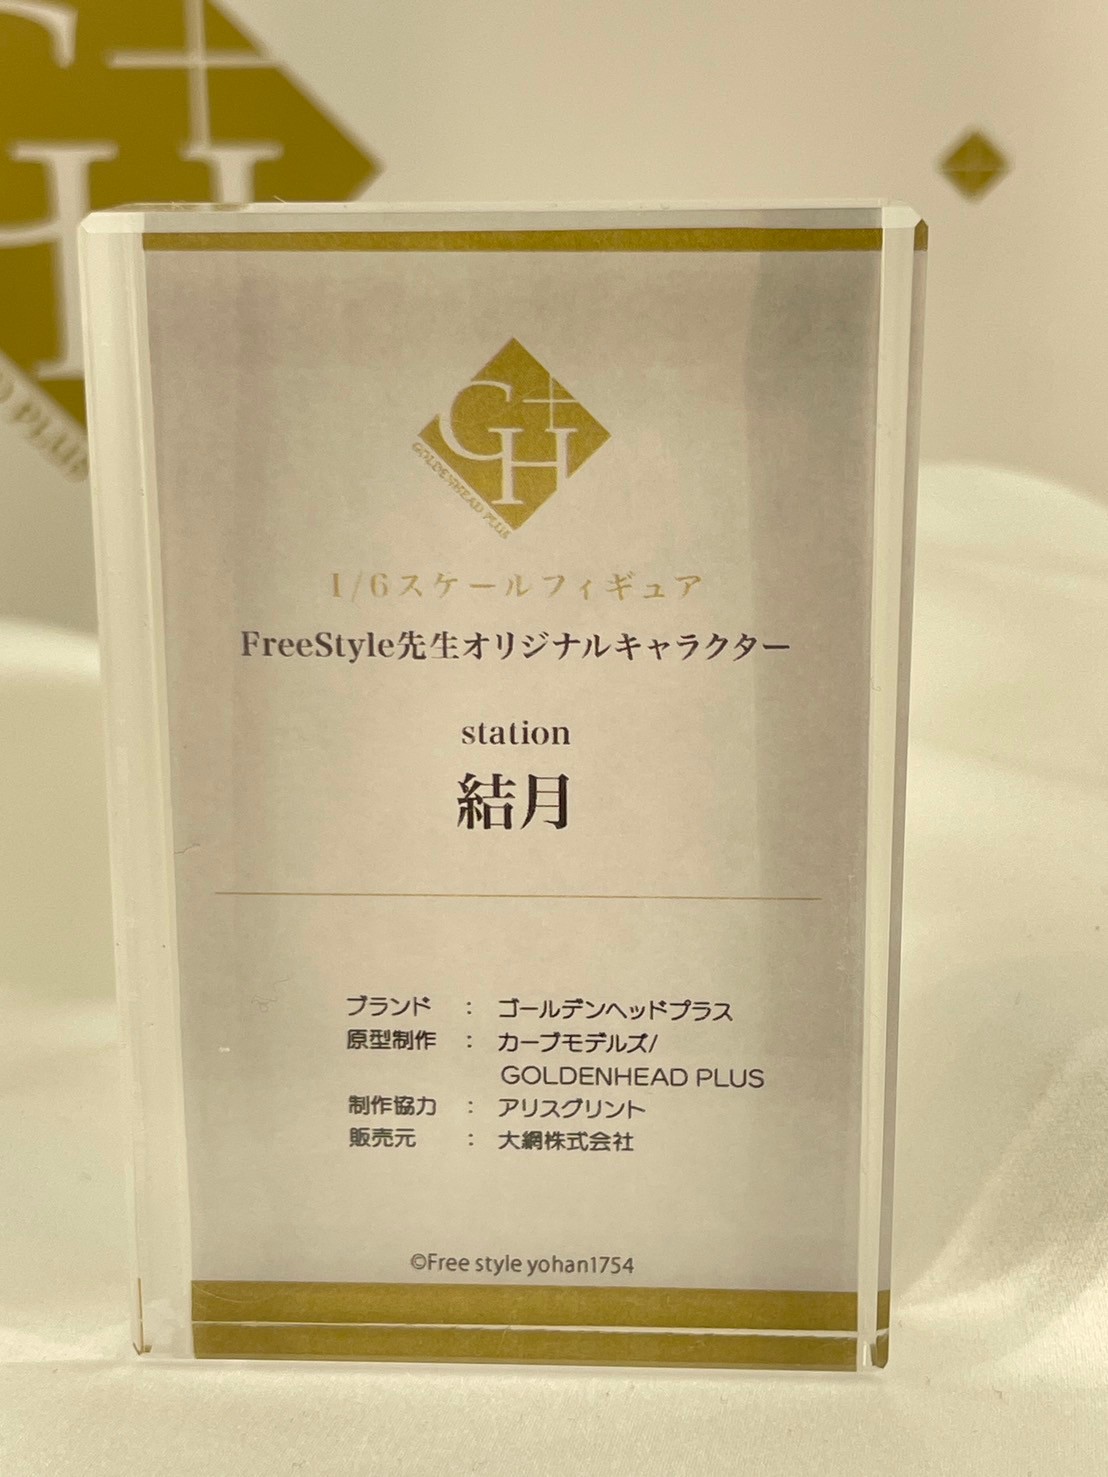 GH+
GOLDENHEAD PLUS
1/6スケールフィギュア
FreeStyle先生オリジナルキャラクター
station
結月
ブランド : ゴールデンヘッドプラス
原型制作 : カーブモデルズ/
GOLDENHEAD PLUS
制作協力 : アリスグリント
販売元 : 大網株式会社
©Free style yohan1754